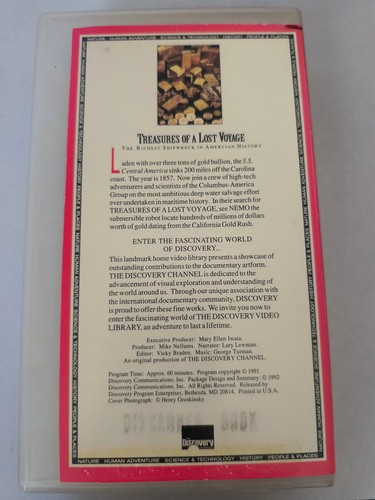 NATURE HUMAN ADVENTURE SCIENCE & TECHNOLOGY HISTORY PEOPLE & PLACES
TREASURES OF A LOST VOYAGE
THE RICHEST SHIPWRECK IN AMERICAN HISTORY
Laden with over three tons of gold bullion, the S.S.
Central America sinks 200 miles off the Carolina
coast. The year is 1857. Now join a crew of high-tech
adventurers and scientists of the Columbus-America
Group on the most ambitious deep water salvage effort
ever undertaken in maritime history. In their search for
TREASURES OF A LOST VOYAGE, see NEMO the
submersible robot locate hundreds of millions of dollars
worth of gold dating from the California Gold Rush.
ENTER THE FASCINATING WORLD
OF DISCOVERY...
This landmark home video library presents a showcase of
outstanding contributions to the documentary artform.
THE DISCOVERY CHANNEL is dedicated to the
advancement of visual exploration and understanding of
the world around us. Through our unique association with
the international documentary community, DISCOVERY
is proud to offer these fine works. We invite you now to
enter the fascinating world of THE DISCOVERY VIDEO
LIBRARY, an adventure to last a lifetime.
Executive Producer: Mary Ellen Iwata.
Producer: Mike Nellums. Narrator: Lary Lewman.
Editor: Vicky Braden. Music: George Torman.
An original production of THE DISCOVERY CHANNEL.
Program Time: Approx. 60 minutes. Program copyright © 1991
Discovery Communications, Inc. Package Design and Summary: © 1992
Discovery Communications, Inc. All Rights Reserved. Released by
Discovery Program Enterprises, Bethesda, MD 20814. Printed in U.S.A.
Cover Photograph: © Henry Groskinsky
Discovery
NATURE HUMAN ADVENTURE SCIENCE & TECHNOLOGY HISTORY PEOPLE & PLACES